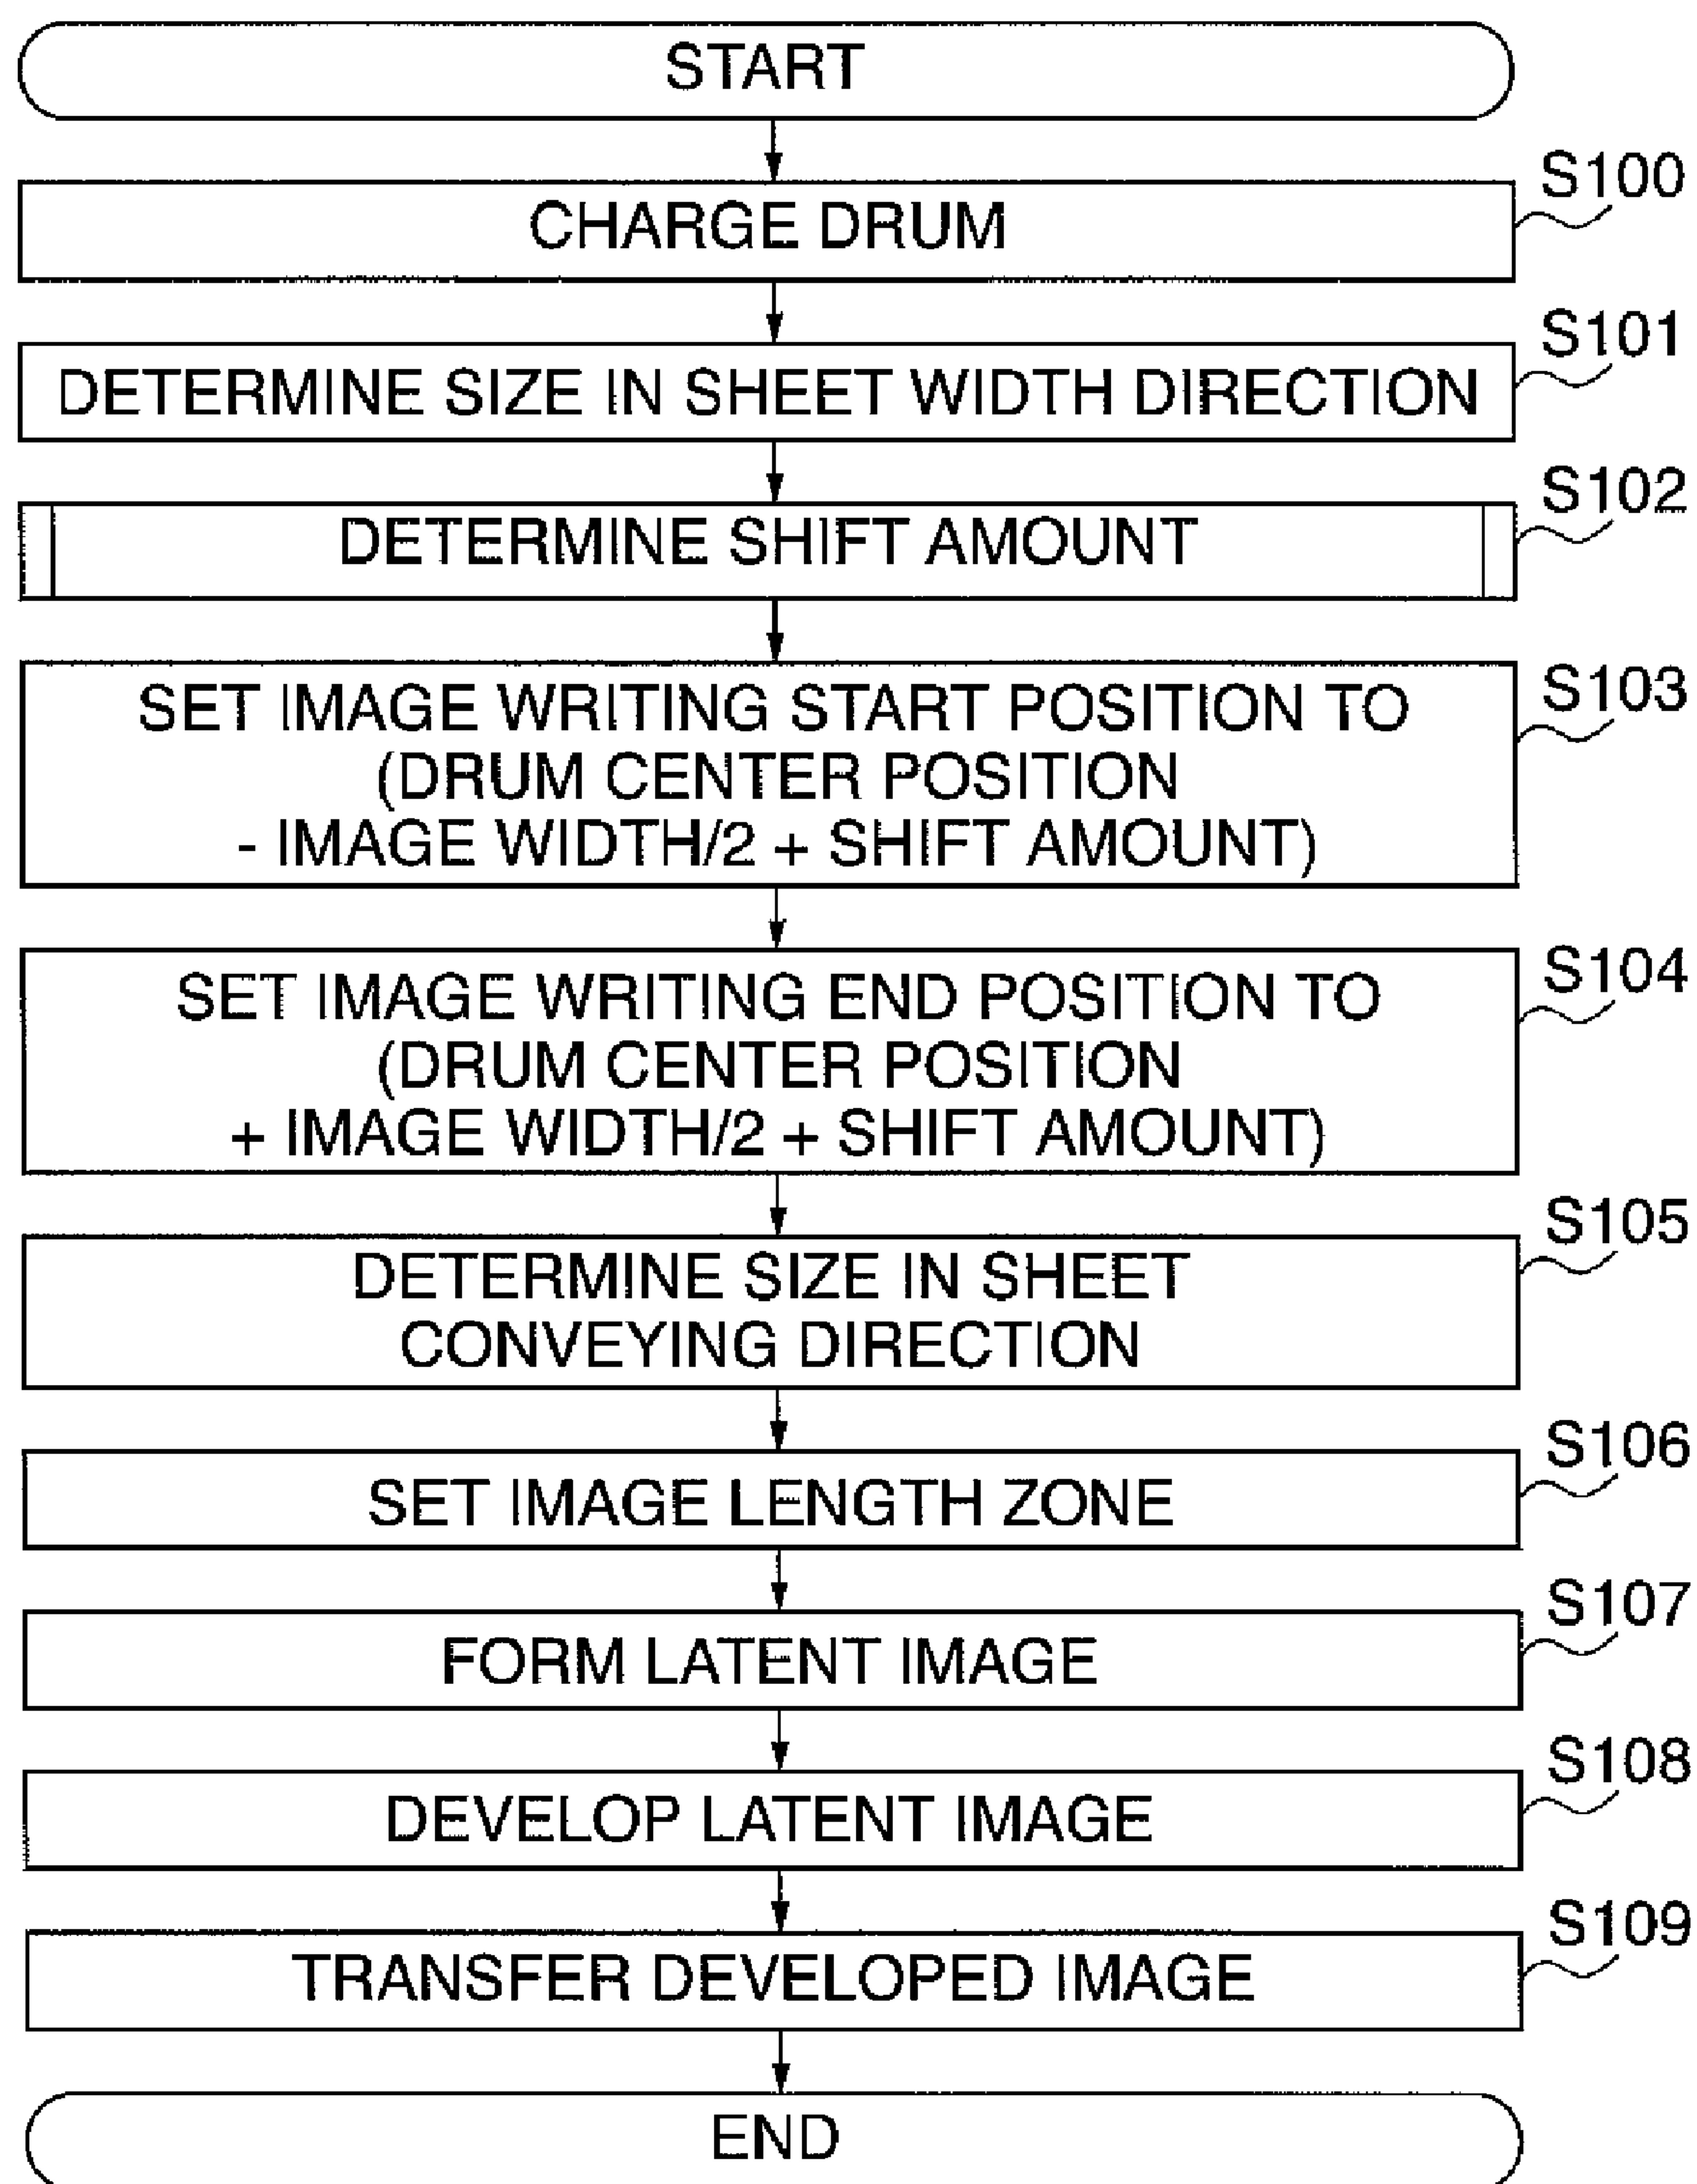 START
S100
CHARGE DRUM
S101
DETERMINE SIZE IN SHEET WIDTH DIRECTION
S102
DETERMINE SHIFT AMOUNT
S103
SET IMAGE WRITING START POSITION TO
(DRUM CENTER POSITION
- IMAGE WIDTH/2 + SHIFT AMOUNT)
S104
SET IMAGE WRITING END POSITION TO
(DRUM CENTER POSITION
+ IMAGE WIDTH/2 + SHIFT AMOUNT)
S105
DETERMINE SIZE IN SHEET
CONVEYING DIRECTION
S106
SET IMAGE LENGTH ZONE
S107
FORM LATENT IMAGE
S108
DEVELOP LATENT IMAGE
S109
TRANSFER DEVELOPED IMAGE
END